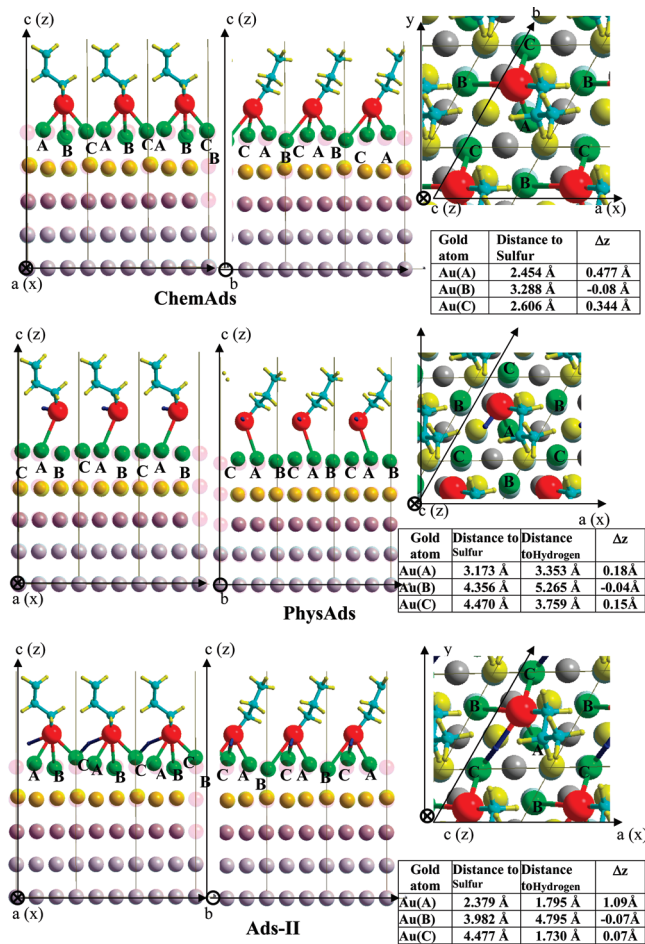 c (z)
c (z)
y
b
C
B
B
A
C
B
A B C A B C A C B
C A B C A B C A
a (x)
b
c (z)
a (x)
ChemAds
Gold atom Distance to Sulfur Δz
Au(A) 2.454 Å 0.477 Å
Au(B) 3.288 Å -0.08 Å
Au(C) 2.606 Å 0.344 Å
c (z)
c (z)
C
B
B
A
C
C
B
C A B C A B C A B
C A B C A B C A B
a (x)
b
c (z)
a (x)
PhysAds
Gold atom Distance to Sulfur Distance to Hydrogen Δz
Au(A) 3.173 Å 3.353 Å 0.18Å
Au(B) 4.356 Å 5.265 Å -0.04Å
Au(C) 4.470 Å 3.759 Å 0.15Å
c (z)
c (z)
y
C
B
B
A
C
B
A B C A B C A B C B
C A B C A B C A
a (x)
b
c (z)
a (x)
Ads-II
Gold atom Distance to Sulfur Distance to Hydrogen Δz
Au(A) 2.379 Å 1.795 Å 1.09Å
Au(B) 3.982 Å 4.795 Å -0.07Å
Au(C) 4.477 Å 1.730 Å 0.07Å